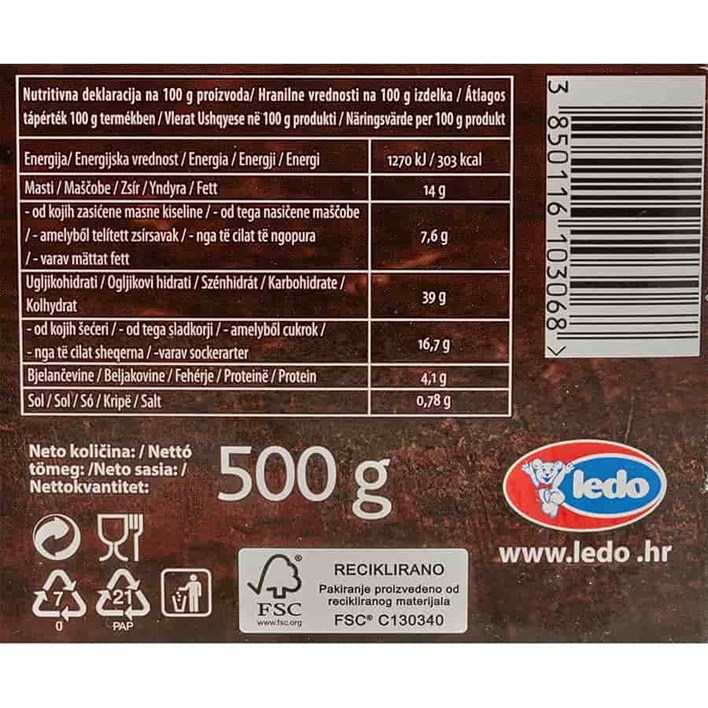 Nutritivna deklaracija na 100 g proizvoda/ Hranilne vrednosti na 100 g izdelka / Átlagos
tápérték 100 g termékben / Vlerat Ushqyese në 100 g produkti / Näringsvärde per 100 g produkt
Energija/ Energijska vrednost / Energia / Energji / Energi 1270 kJ / 303 kcal
Masti / Maščobe / Zsír / Yndyra / Fett 14 g
- od kojih zasićene masne kiseline / - od tega nasičene maščobe
/ - amelyből telített zsírsavak / - nga të cilat të ngopura 7,6 g
/ - varav mättat fett
Ugljikohidrati / Ogljikovi hidrati / Szénhidrát / Karbohidrate / 39 g
Kolhydrat
- od kojih šećeri / - od tega sladkorji / - amelyből cukrok / 16,7 g
- nga të cilat sheqerna / -varav sockerarter
Bjelančevine / Beljakovine / Fehérje / Proteinë / Protein 4,1 g
Sol / Sol / Só / Kripë / Salt 0,78 g
3 850116 103068 >
Neto količina: / Nettó
tömeg: /Neto sasia: /
Nettokvantitet:
500 g
ledo
www.ledo .hr
7
0
21
PAP
FSC
www.fsc.org
®
RECIKLIRANO
Pakiranje proizvedeno od
recikliranog materijala
FSC® C130340